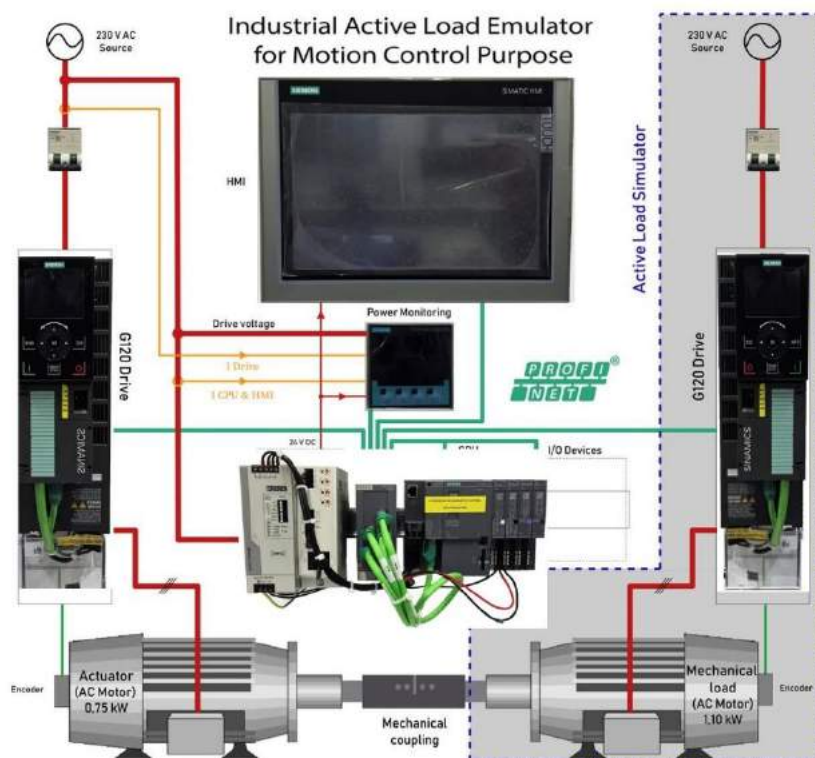 Industrial Active Load Emulator
for Motion Control Purpose
230 V AC
Source
230 V AC
Source
SIEMENS
SIMATIC HMI
TOUCH
HMI
Active Load Simulator
Power Monitoring
Drive voltage
I Drive
I CPU & HMI
PROFI
NET
®
G120 Drive
G120 Drive
SINAMICS
SINAMICS
24 V DC
CPU
I/O Devices
Encoder
Actuator
(AC Motor)
0,75 kW
Mechanical
coupling
Mechanical
load
(AC Motor)
1,10 kW
Encoder